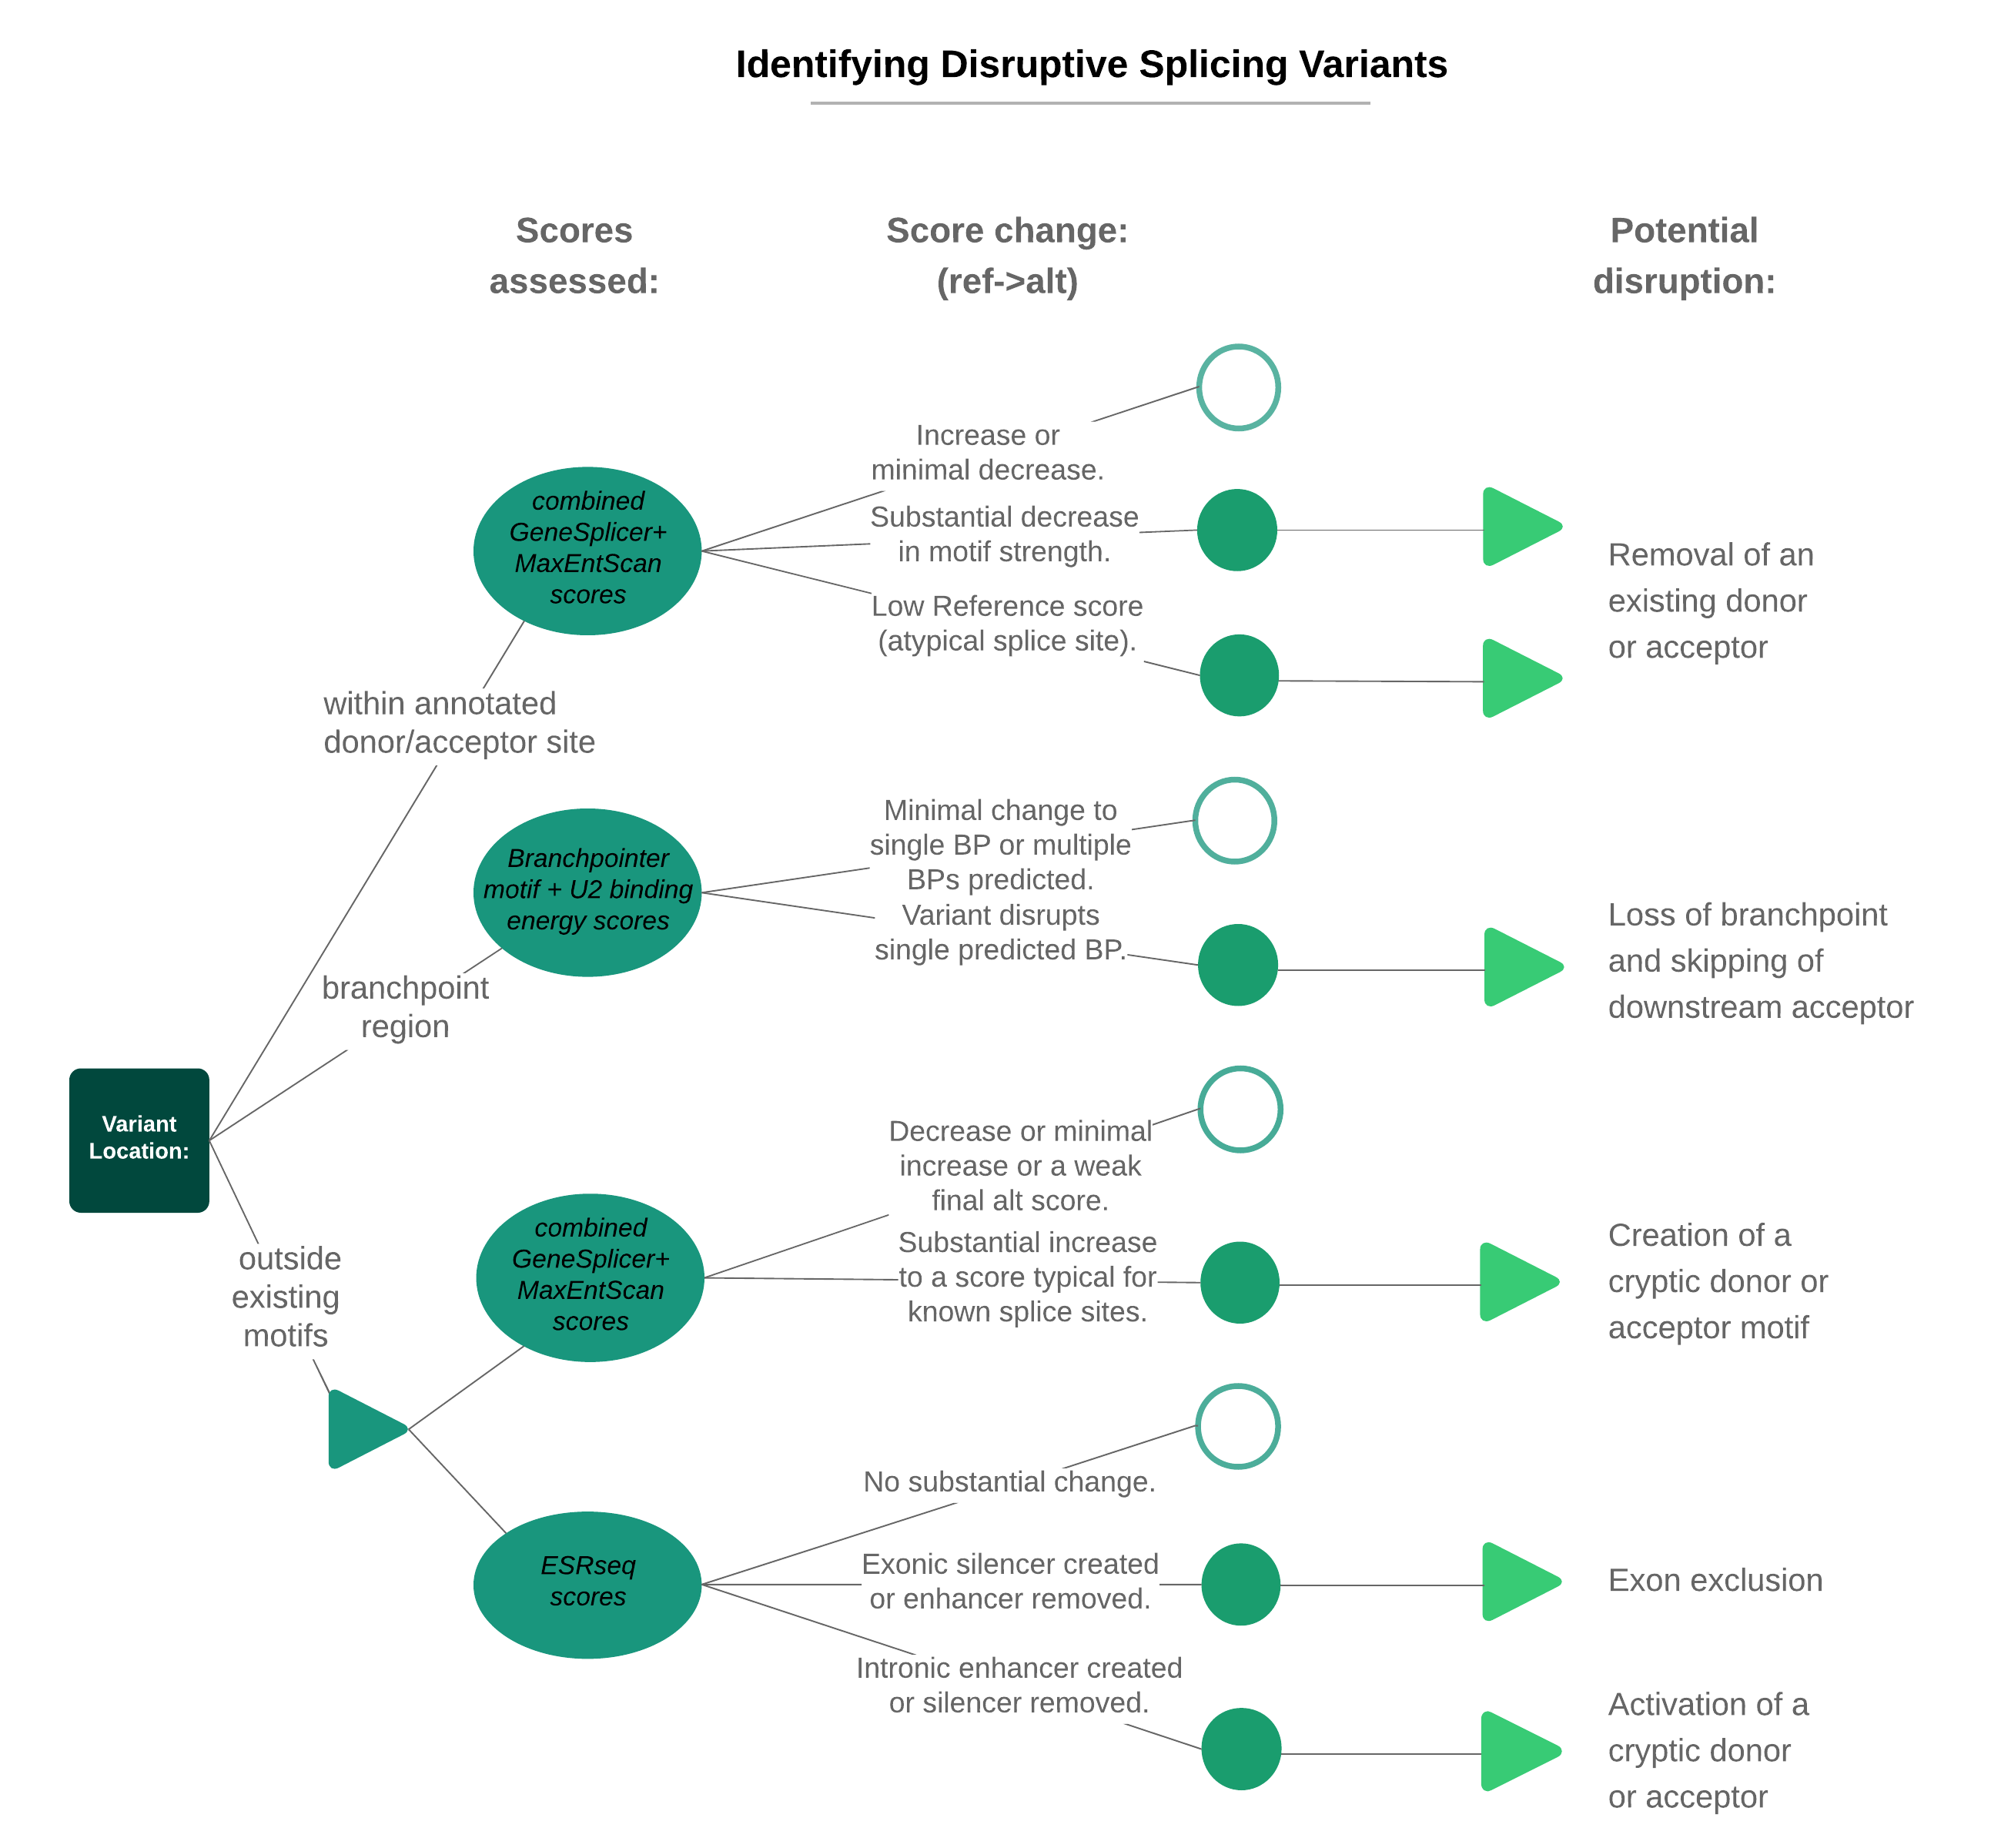 Identifying Disruptive Splicing Variants
Scores
assessed:
Score change:
(ref->alt)
Potential
disruption:
Variant
Location:
within annotated
donor/acceptor site
combined
GeneSplicer+
MaxEntScan
scores
Increase or
minimal decrease.
Substantial decrease
in motif strength.
Low Reference score
(atypical splice site).
Removal of an
existing donor
or acceptor
branchpoint
region
Branchpointer
motif + U2 binding
energy scores
Minimal change to
single BP or multiple
BPs predicted.
Variant disrupts
single predicted BP.
Loss of branchpoint
and skipping of
downstream acceptor
outside
existing
motifs
combined
GeneSplicer+
MaxEntScan
scores
Decrease or minimal
increase or a weak
final alt score.
Substantial increase
to a score typical for
known splice sites.
Creation of a
cryptic donor or
acceptor motif
ESRseq
scores
No substantial change.
Exonic silencer created
or enhancer removed.
Exon exclusion
Intronic enhancer created
or silencer removed.
Activation of a
cryptic donor
or acceptor